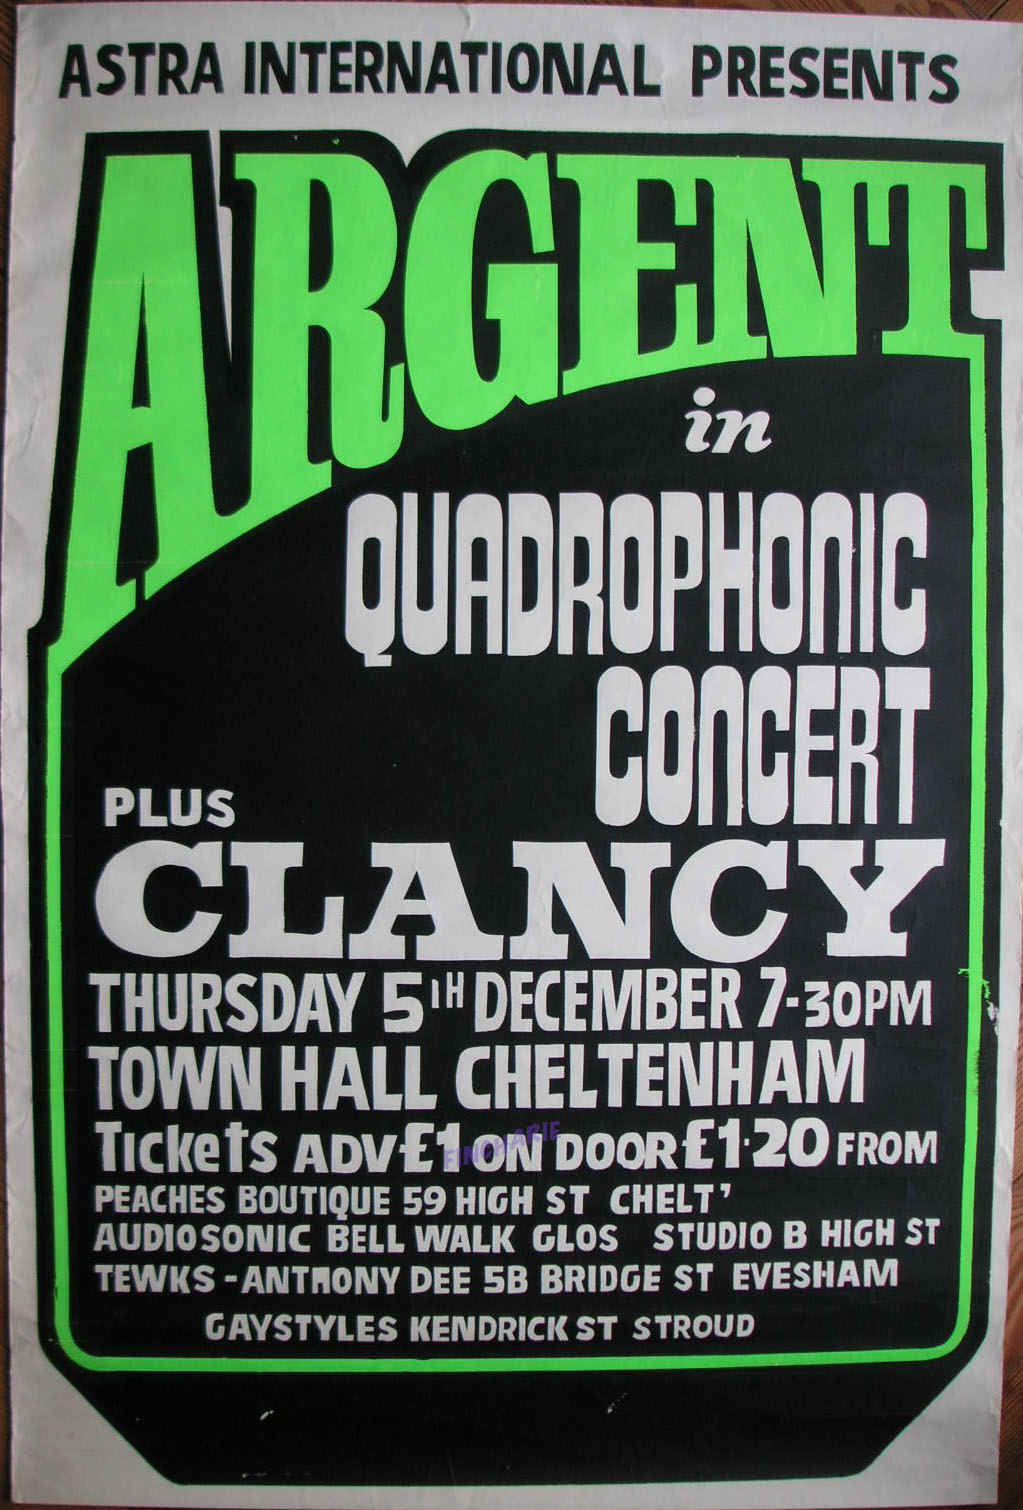 ASTRA INTERNATIONAL PRESENTS
ARGENT
in
QUADROPHONIC
CONCERT
PLUS
CLANCY
THURSDAY 5TH DECEMBER 7-30PM
TOWN HALL CHELTENHAM
Tickets ADV £1 ON DOOR £1·20 FROM
FINCHARIE
PEACHES BOUTIQUE 59 HIGH ST CHELT'
AUDIOSONIC BELL WALK GLOS STUDIO B HIGH ST
TEWKS - ANTHONY DEE 5B BRIDGE ST EVESHAM
GAYSTYLES KENDRICK ST STROUD